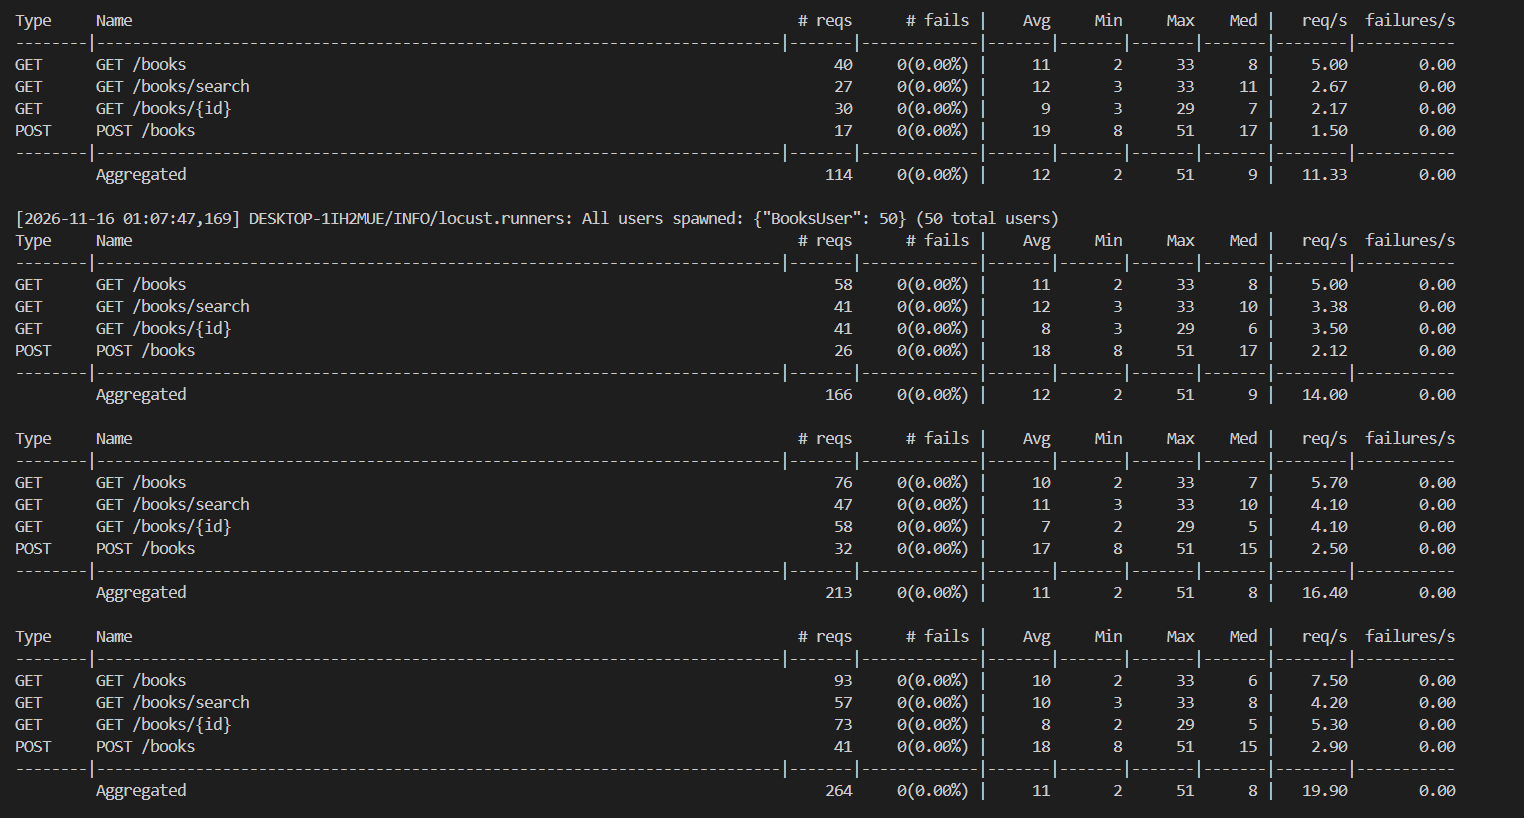 Type     Name                                                                          # reqs      # fails |    Avg     Min     Max    Med |   req/s  failures/s
--------|----------------------------------------------------------------------------|-------|-------------|-------|-------|-------|-------|--------|-----------
GET      GET /books                                                                        40     0(0.00%) |     11       2      33      8 |    5.00        0.00
GET      GET /books/search                                                                 27     0(0.00%) |     12       3      33     11 |    2.67        0.00
GET      GET /books/{id}                                                                   30     0(0.00%) |      9       3      29      7 |    2.17        0.00
POST     POST /books                                                                       17     0(0.00%) |     19       8      51     17 |    1.50        0.00
--------|----------------------------------------------------------------------------|-------|-------------|-------|-------|-------|-------|--------|-----------
         Aggregated                                                                       114     0(0.00%) |     12       2      51      9 |   11.33        0.00
[2026-11-16 01:07:47,169] DESKTOP-1IH2MUE/INFO/locust.runners: All users spawned: {"BooksUser": 50} (50 total users)
Type     Name                                                                          # reqs      # fails |    Avg     Min     Max    Med |   req/s  failures/s
--------|----------------------------------------------------------------------------|-------|-------------|-------|-------|-------|-------|--------|-----------
GET      GET /books                                                                        58     0(0.00%) |     11       2      33      8 |    5.00        0.00
GET      GET /books/search                                                                 41     0(0.00%) |     12       3      33     10 |    3.38        0.00
GET      GET /books/{id}                                                                   41     0(0.00%) |      8       3      29      6 |    3.50        0.00
POST     POST /books                                                                       26     0(0.00%) |     18       8      51     17 |    2.12        0.00
--------|----------------------------------------------------------------------------|-------|-------------|-------|-------|-------|-------|--------|-----------
         Aggregated                                                                       166     0(0.00%) |     12       2      51      9 |   14.00        0.00
Type     Name                                                                          # reqs      # fails |    Avg     Min     Max    Med |   req/s  failures/s
--------|----------------------------------------------------------------------------|-------|-------------|-------|-------|-------|-------|--------|-----------
GET      GET /books                                                                        76     0(0.00%) |     10       2      33      7 |    5.70        0.00
GET      GET /books/search                                                                 47     0(0.00%) |     11       3      33     10 |    4.10        0.00
GET      GET /books/{id}                                                                   58     0(0.00%) |      7       2      29      5 |    4.10        0.00
POST     POST /books                                                                       32     0(0.00%) |     17       8      51     15 |    2.50        0.00
--------|----------------------------------------------------------------------------|-------|-------------|-------|-------|-------|-------|--------|-----------
         Aggregated                                                                       213     0(0.00%) |     11       2      51      8 |   16.40        0.00
Type     Name                                                                          # reqs      # fails |    Avg     Min     Max    Med |   req/s  failures/s
--------|----------------------------------------------------------------------------|-------|-------------|-------|-------|-------|-------|--------|-----------
GET      GET /books                                                                        93     0(0.00%) |     10       2      33      6 |    7.50        0.00
GET      GET /books/search                                                                 57     0(0.00%) |     10       3      33      8 |    4.20        0.00
GET      GET /books/{id}                                                                   73     0(0.00%) |      8       2      29      5 |    5.30        0.00
POST     POST /books                                                                       41     0(0.00%) |     18       8      51     15 |    2.90        0.00
--------|----------------------------------------------------------------------------|-------|-------------|-------|-------|-------|-------|--------|-----------
         Aggregated                                                                       264     0(0.00%) |     11       2      51      8 |   19.90        0.00